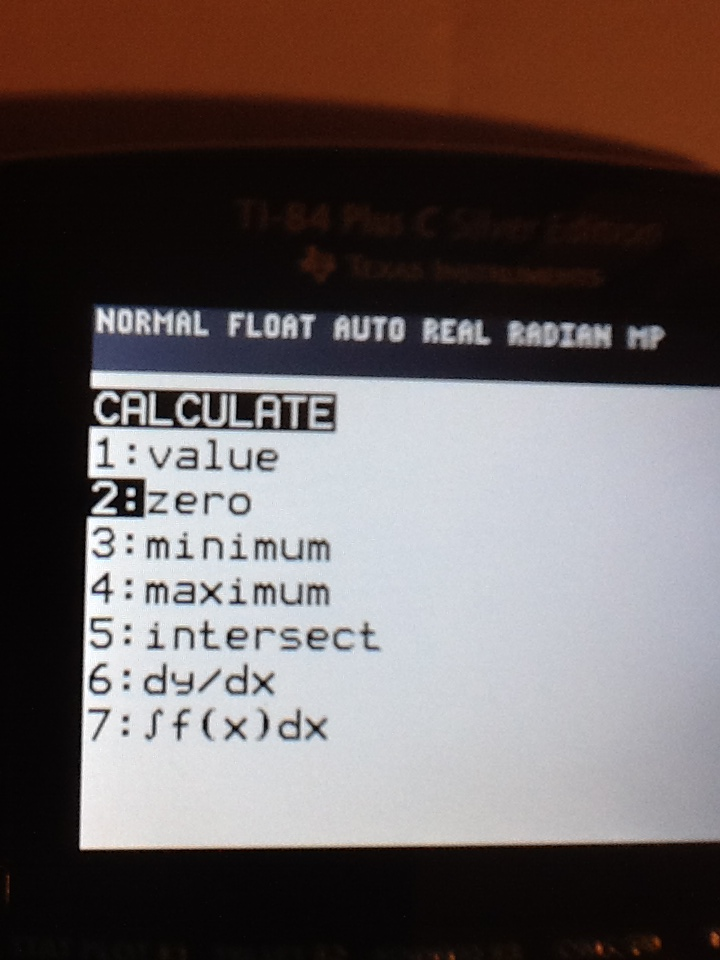 TI-84 Plus C Silver Edition
TEXAS INSTRUMENTS
NORMAL FLOAT AUTO REAL RADIAN MP
CALCULATE
1:value
2:zero
3:minimum
4:maximum
5:intersect
6:dy/dx
7:∫f(x)dx